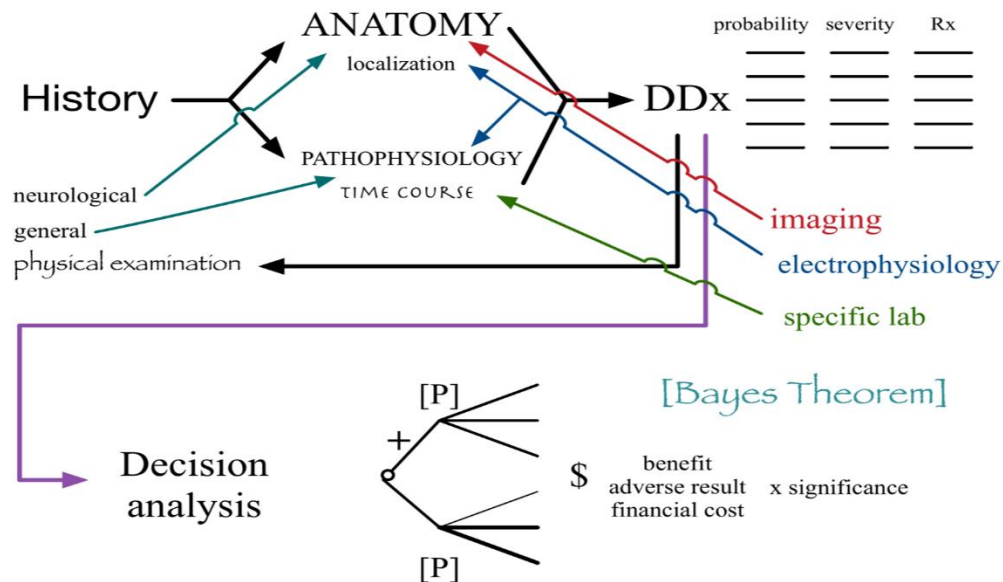 ANATOMY
localization
probability severity Rx
History
DDx
PATHOPHYSIOLOGY
TIME COURSE
neurological
general
physical examination
imaging
electrophysiology
specific lab
[Bayes Theorem]
[P]
+
Decision
analysis
$
benefit
adverse result
financial cost
x significance
[P]